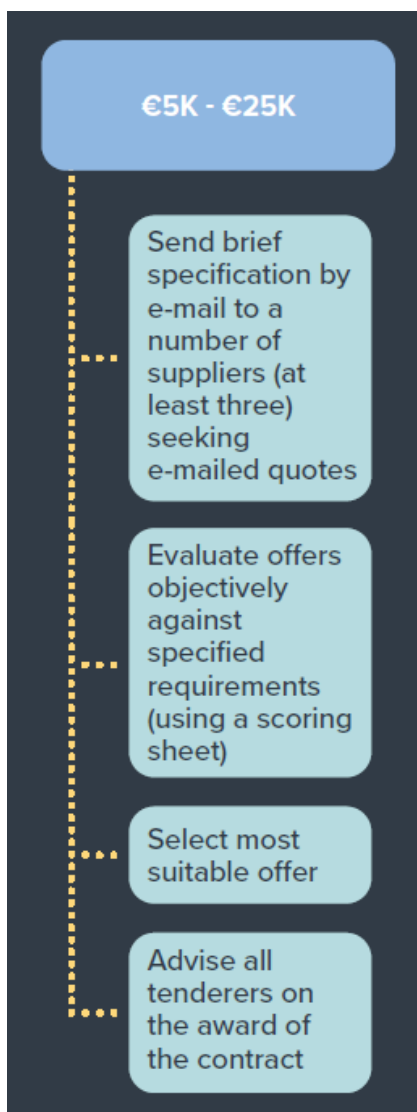 €5K - €25K
Send brief
specification by
e-mail to a
number of
suppliers (at
least three)
seeking
e-mailed quotes
Evaluate offers
objectively
against
specified
requirements
(using a scoring
sheet)
Select most
suitable offer
Advise all
tenderers on
the award of
the contract